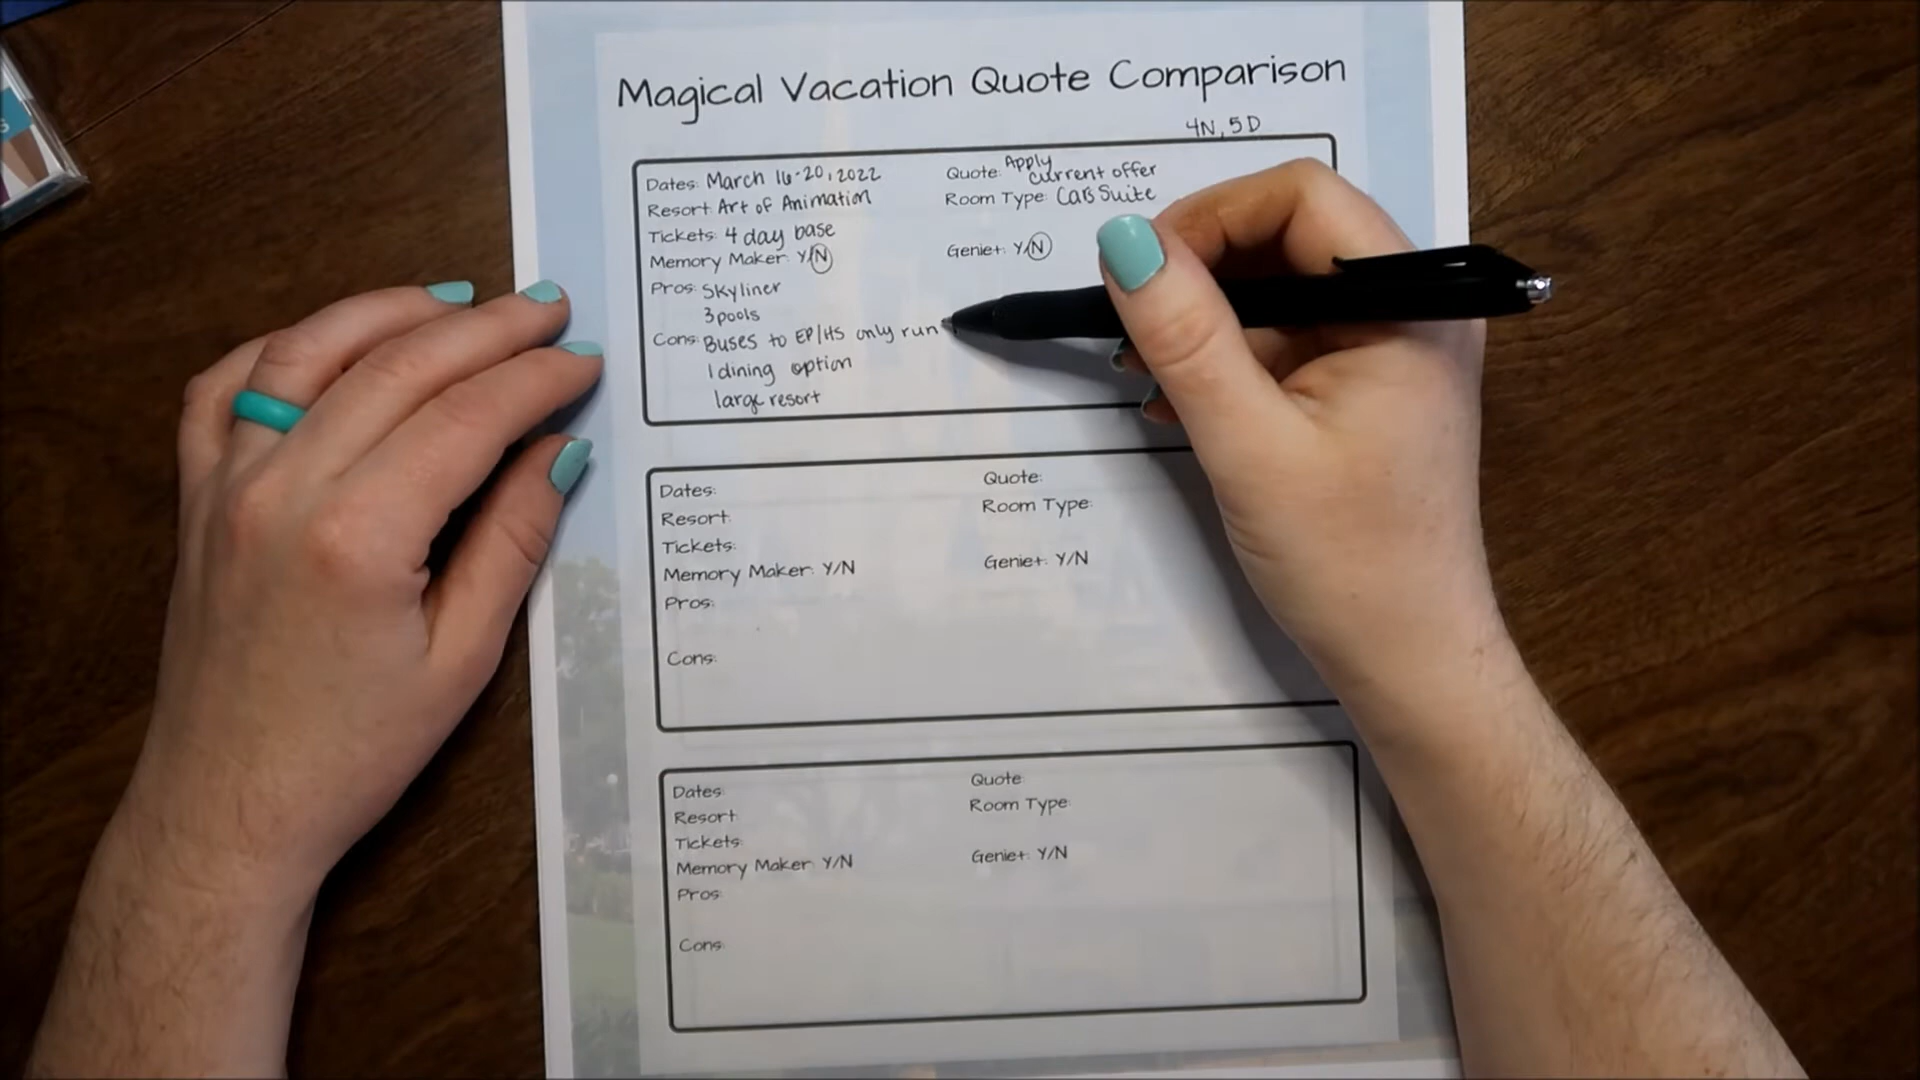 Magical Vacation Quote Comparison
4N, 5D
Dates: March 16-20, 2022
Quote: Apply current offer
Resort: Art of Animation
Room Type: Cars Suite
Tickets: 4 day base
Memory Maker: Y/N
Genie+: Y/N
Pros: Skyliner
3 pools
Cons: Buses to EP/HS only run
1 dining option
large resort
Dates:
Quote:
Resort:
Room Type:
Tickets:
Memory Maker: Y/N
Genie+: Y/N
Pros:
Cons:
Dates:
Quote:
Resort:
Room Type:
Tickets:
Memory Maker: Y/N
Genie+: Y/N
Pros:
Cons:
S